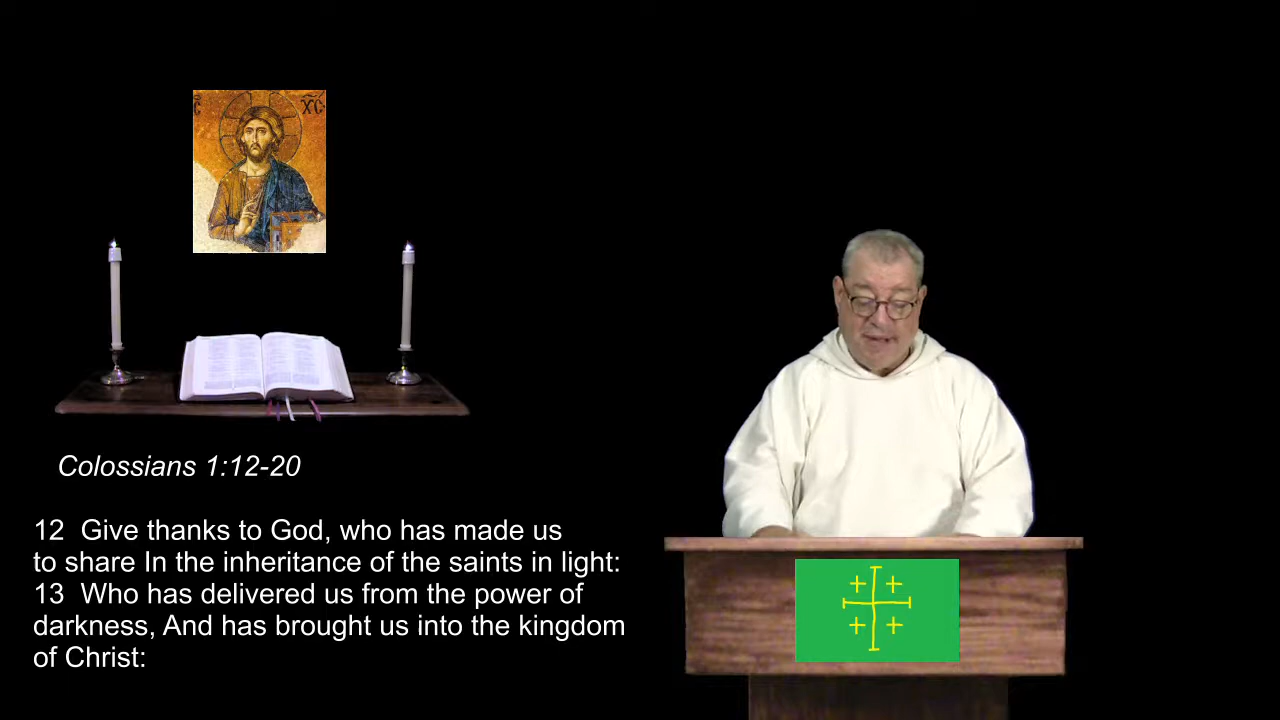 Colossians 1:12-20
12 Give thanks to God, who has made us
to share In the inheritance of the saints in light:
13 Who has delivered us from the power of
darkness, And has brought us into the kingdom
of Christ: